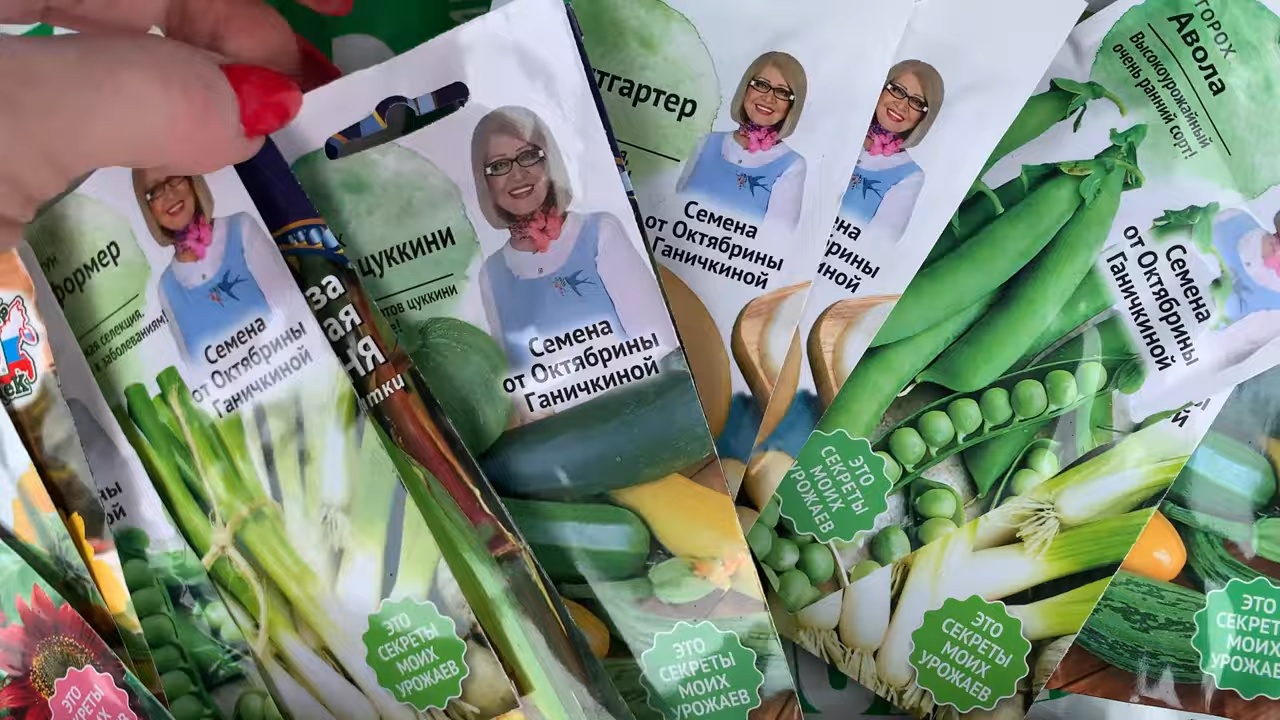 формер
Семена
от Октябрины
Ганичкиной
ЭТО
СЕКРЕТЫ
МОИХ
УРОЖАЕВ
цуккини
Семена
от Октябрины
Ганичкиной
ЭТО
СЕКРЕТЫ
МОИХ
УРОЖАЕВ
тгартер
Семена
от Октябрины
Ганичкиной
ГОРОХ
Авола
Высокоурожайный
очень ранний сорт!
Семена
от Октябрины
Ганичкиной
ЭТО
СЕКРЕТЫ
МОИХ
УРОЖАЕВ
ЭТО
СЕКРЕТЫ
МОИХ
УРОЖАЕВ
ЭТО
СЕКРЕТЫ
МОИХ
УРОЖАЕВ